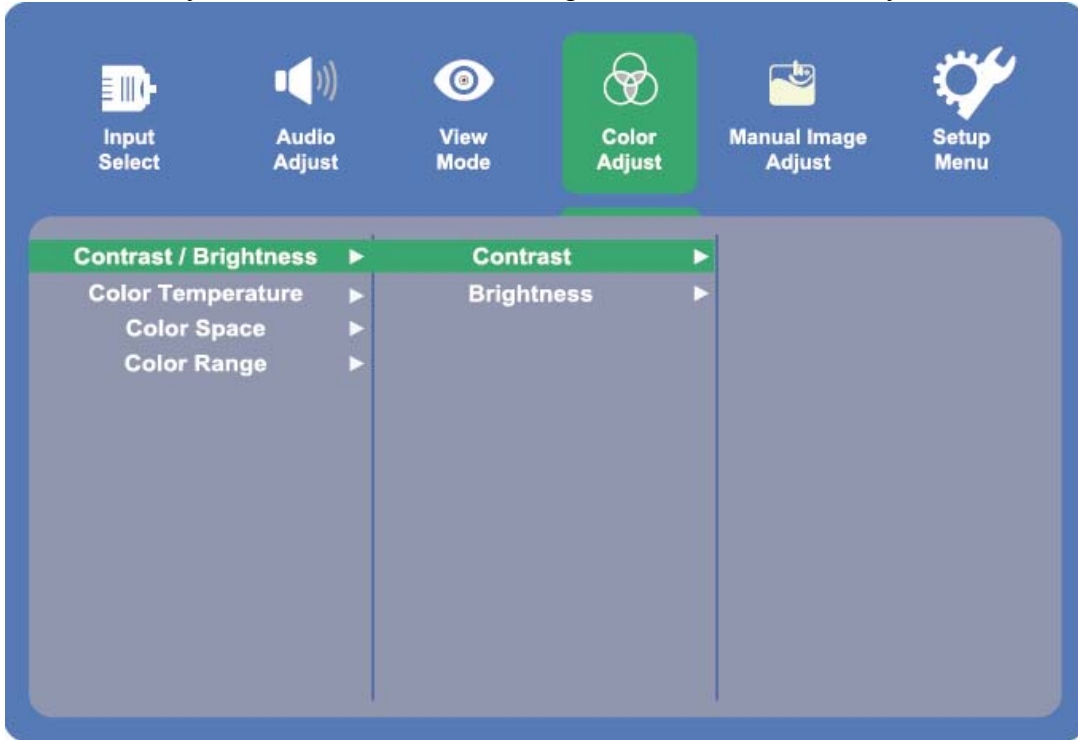 Input
Select
Audio
Adjust
View
Mode
Color
Adjust
Manual Image
Adjust
Setup
Menu
Contrast / Brightness
Color Temperature
Color Space
Color Range
Contrast
Brightness